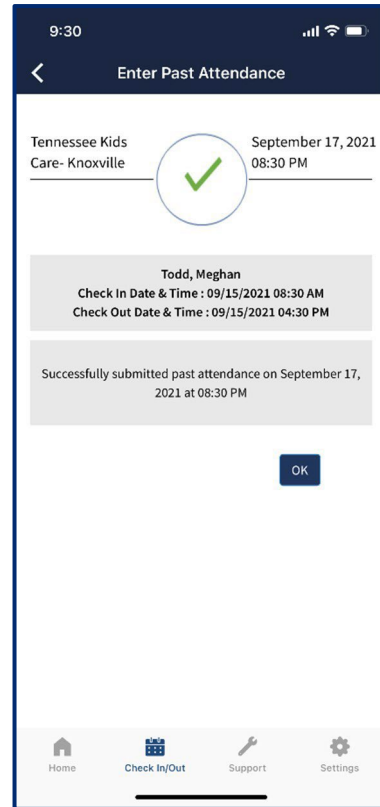 9:30
Enter Past Attendance
Tennessee Kids
Care- Knoxville
September 17, 2021
08:30 PM
Todd, Meghan
Check In Date & Time : 09/15/2021 08:30 AM
Check Out Date & Time : 09/15/2021 04:30 PM
Successfully submitted past attendance on September 17,
2021 at 08:30 PM
OK
Home
Check In/Out
Support
Settings